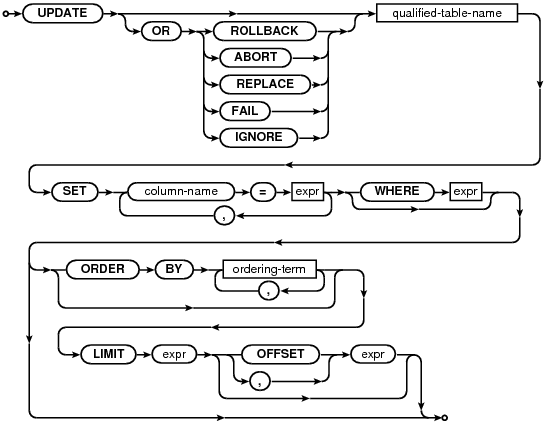 UPDATE OR ROLLBACK qualified-table-name
ABORT
REPLACE
FAIL
IGNORE
SET column-name = expr WHERE expr
,
ORDER BY ordering-term
,
LIMIT expr OFFSET expr
,